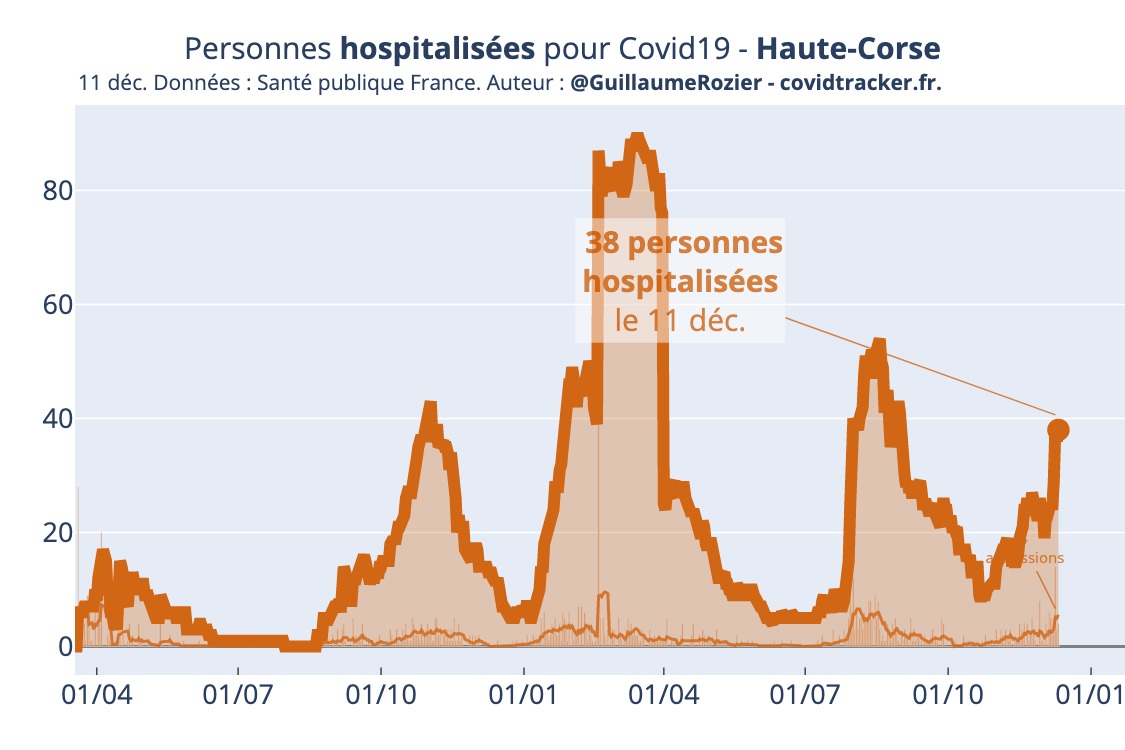 Personnes hospitalisées pour Covid19 - Haute-Corse
11 déc. Données : Santé publique France. Auteur : @GuillaumeRozier - covidtracker.fr.
80
60
40
20
0
38 personnes
hospitalisées
le 11 déc.
01/04 01/07 01/10 01/01 01/04 01/07 01/10 01/01